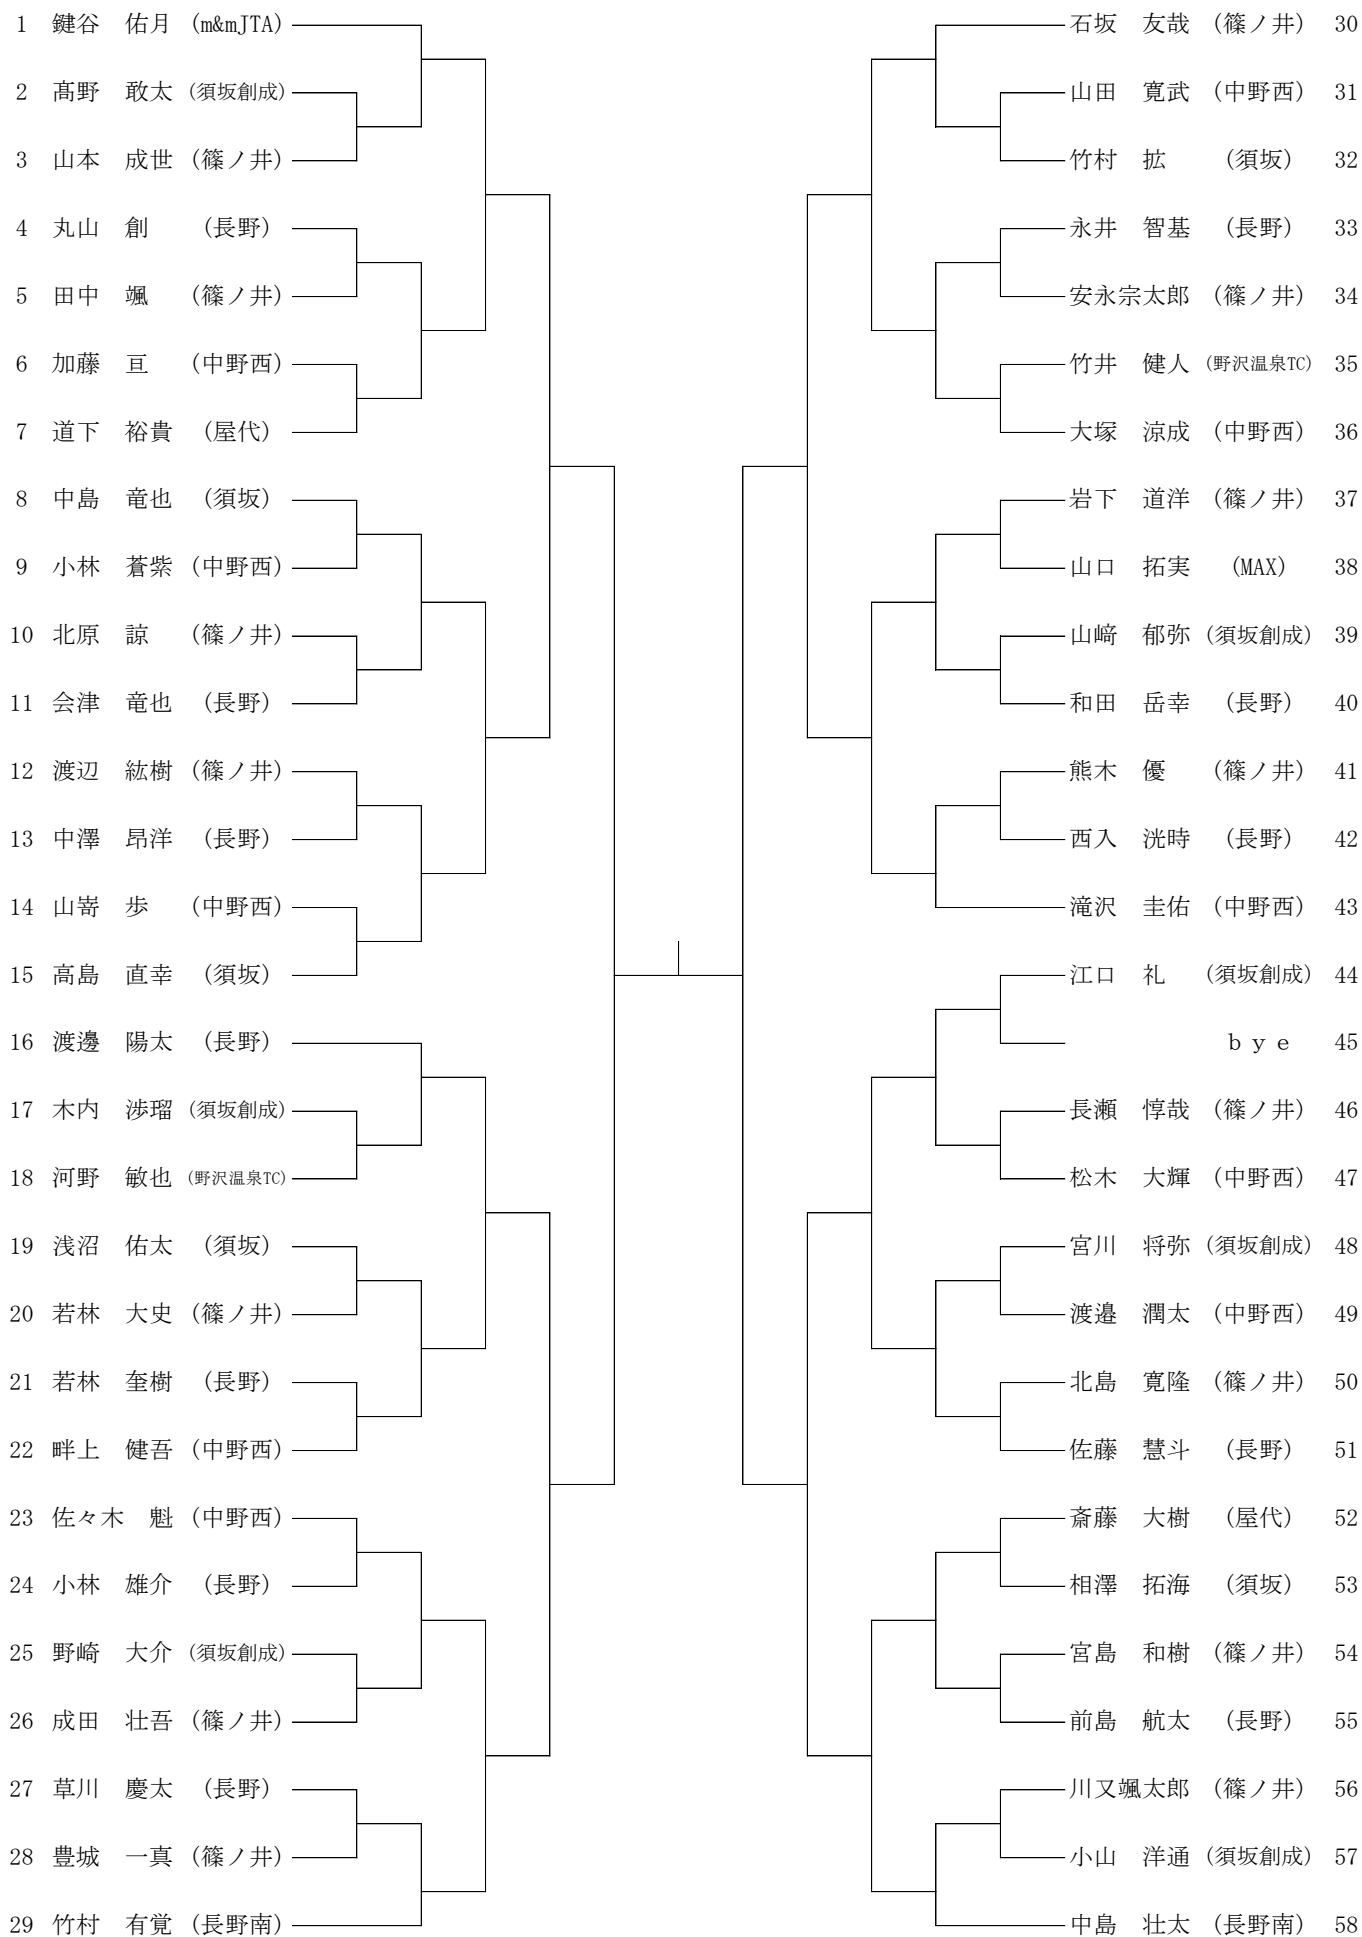 1 鍵谷　佑月 (m&mJTA)
2 髙野　敢太 (須坂創成)
3 山本　成世 (篠ノ井)
4 丸山　創 (長野)
5 田中　颯 (篠ノ井)
6 加藤　亘 (中野西)
7 道下　裕貴 (屋代)
8 中島　竜也 (須坂)
9 小林　蒼紫 (中野西)
10 北原　諒 (篠ノ井)
11 会津　竜也 (長野)
12 渡辺　紘樹 (篠ノ井)
13 中澤　昂洋 (長野)
14 山嵜　歩 (中野西)
15 高島　直幸 (須坂)
16 渡邊　陽太 (長野)
17 木内　渉瑠 (須坂創成)
18 河野　敏也 (野沢温泉TC)
19 浅沼　佑太 (須坂)
20 若林　大史 (篠ノ井)
21 若林　奎樹 (長野)
22 畔上　健吾 (中野西)
23 佐々木　魁 (中野西)
24 小林　雄介 (長野)
25 野崎　大介 (須坂創成)
26 成田　壮吾 (篠ノ井)
27 草川　慶太 (長野)
28 豊城　一真 (篠ノ井)
29 竹村　有覚 (長野南)
石坂　友哉 (篠ノ井) 30
山田　寛武 (中野西) 31
竹村　拡 (須坂) 32
永井　智基 (長野) 33
安永宗太郎 (篠ノ井) 34
竹井　健人 (野沢温泉TC) 35
大塚　涼成 (中野西) 36
岩下　道洋 (篠ノ井) 37
山口　拓実 (MAX) 38
山﨑　郁弥 (須坂創成) 39
和田　岳幸 (長野) 40
熊木　優 (篠ノ井) 41
西入　洸時 (長野) 42
滝沢　圭佑 (中野西) 43
江口　礼 (須坂創成) 44
ｂｙｅ 45
長瀬　惇哉 (篠ノ井) 46
松木　大輝 (中野西) 47
宮川　将弥 (須坂創成) 48
渡邉　潤太 (中野西) 49
北島　寛隆 (篠ノ井) 50
佐藤　慧斗 (長野) 51
斎藤　大樹 (屋代) 52
相澤　拓海 (須坂) 53
宮島　和樹 (篠ノ井) 54
前島　航太 (長野) 55
川又颯太郎 (篠ノ井) 56
小山　洋通 (須坂創成) 57
中島　壮太 (長野南) 58